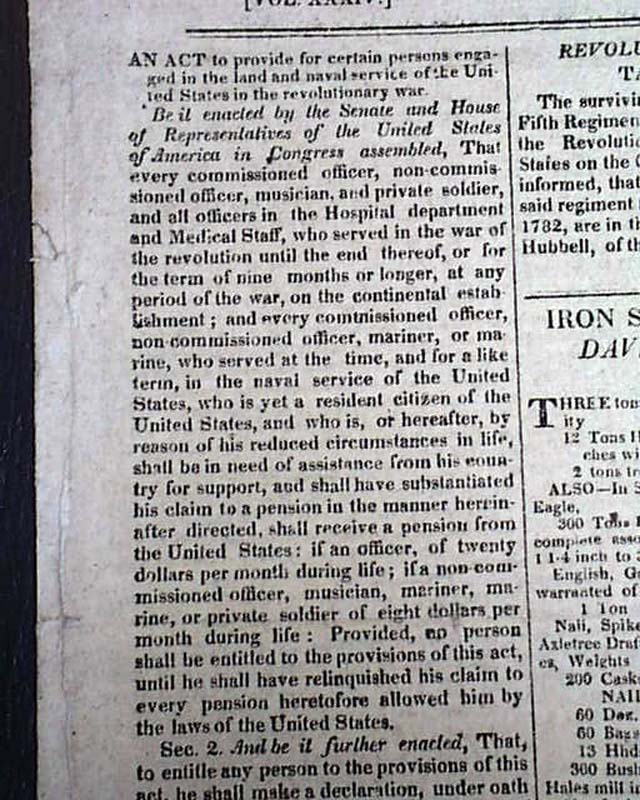 [VOL. XXXIV.]
AN ACT to provide for certain persons enga-
ged in the land and naval service of the Uni-
ted States in the revolutionary war.
Be it enacted by the Senate and House
of Representatives of the United States
of America in Congress assembled, That
every commissioned officer, non-commis-
sioned officer, musician, and private soldier,
and all officers in the Hospital department
and Medical Staff, who served in the war of
the revolution until the end thereof, or for
the term of nine months or longer, at any
period of the war, on the continental estab-
lishment; and every commissioned officer,
non-commissioned officer, mariner, or ma-
rine, who served at the time, and for a like
term, in the naval service of the United
States, who is yet a resident citizen of the
United States, and who is, or hereafter, by
reason of his reduced circumstances in life,
shall be in need of assistance from his coun-
try for support, and shall have substantiated
his claim to a pension in the manner herein-
after directed, shall receive a pension from
the United States: if an officer, of twenty
dollars per month during life; if a non-com-
missioned officer, musician, mariner, ma-
rine, or private soldier of eight dollars per
month during life: Provided, no person
shall be entitled to the provisions of this act,
until he shall have relinquished his claim to
every pension heretofore allowed him by
the laws of the United States.
Sec. 2. And be it further enacted, That,
to entitle any person to the provisions of this
act, he shall make a declaration, under oath
REVOLU
TA
The survivin
Fifth Regimen
the Revolutio
States on the
informed, that
said regiment
1782, are in th
Hubbell, of th
IRON S
DAV
THREE ton
ity
12 Tons H
ches wi
2 tons
ALSO—In S
Eagle,
300 Tons
complete asso
1 1-4 inch to 3
English, G
warranted of
1 Ton
Nail, Spike
Axletree Draf
es, Weights
200 Cask
NAIL
60 Doz.
60 Bags
13 Hhd
300 Bush
Hales mill i